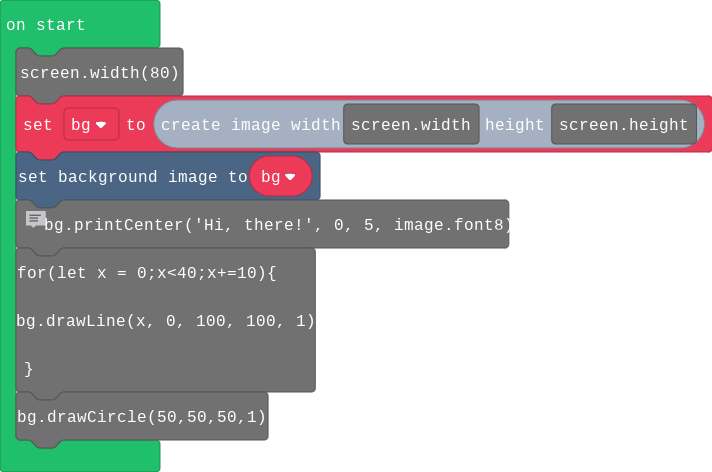 on start
screen.width(80)
set bg to create image width screen.width height screen.height
set background image to bg
bg.printCenter('Hi, there!', 0, 5, image.font8)
for(let x = 0;x<40;x+=10){
bg.drawLine(x, 0, 100, 100, 1)
}
bg.drawCircle(50,50,50,1)